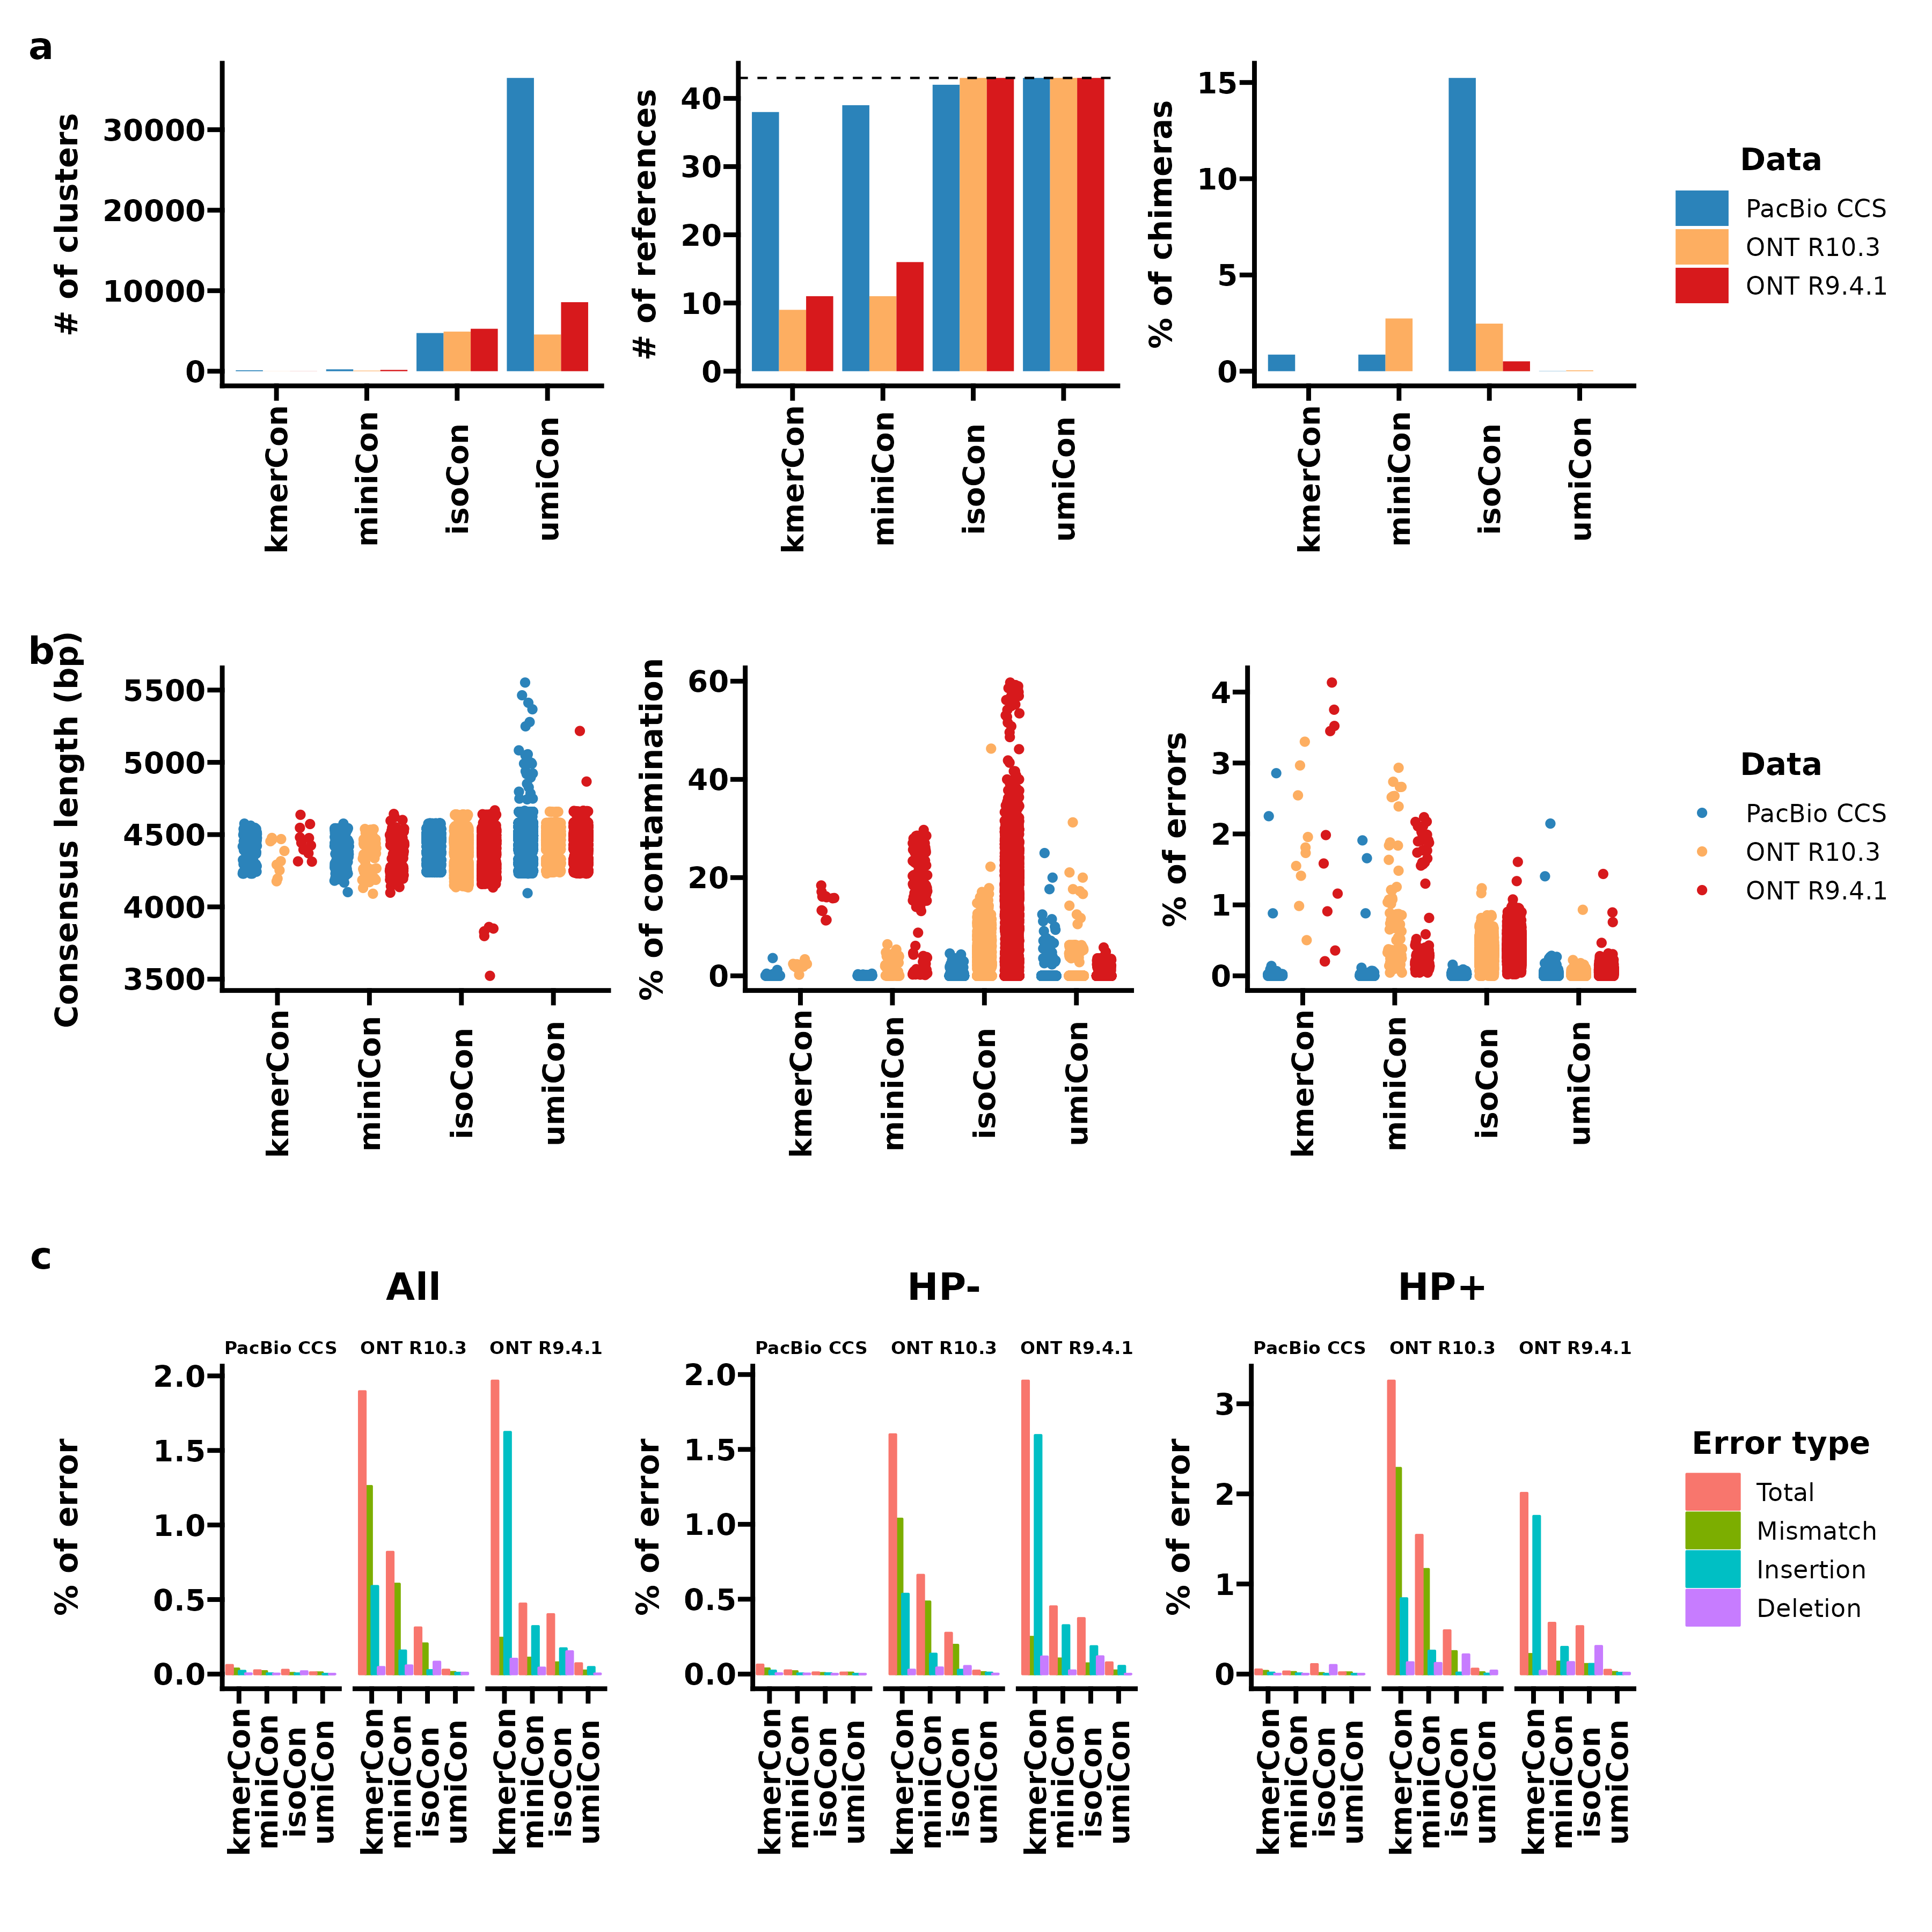 a
# of clusters
30000
20000
10000
0
kmerCon
miniCon
isoCon
umiCon
# of references
40
30
20
10
0
kmerCon
miniCon
isoCon
umiCon
% of chimeras
15
10
5
0
kmerCon
miniCon
isoCon
umiCon
Data
PacBio CCS
ONT R10.3
ONT R9.4.1
b
Consensus length (bp)
5500
5000
4500
4000
3500
kmerCon
miniCon
isoCon
umiCon
% of contamination
60
40
20
0
kmerCon
miniCon
isoCon
umiCon
% of errors
4
3
2
1
0
kmerCon
miniCon
isoCon
umiCon
Data
PacBio CCS
ONT R10.3
ONT R9.4.1
c
All
PacBio CCS ONT R10.3 ONT R9.4.1
% of error
2.0
1.5
1.0
0.5
0.0
kmerCon
miniCon
isoCon
umiCon
kmerCon
miniCon
isoCon
umiCon
kmerCon
miniCon
isoCon
umiCon
HP-
PacBio CCS ONT R10.3 ONT R9.4.1
% of error
2.0
1.5
1.0
0.5
0.0
kmerCon
miniCon
isoCon
umiCon
kmerCon
miniCon
isoCon
umiCon
kmerCon
miniCon
isoCon
umiCon
HP+
PacBio CCS ONT R10.3 ONT R9.4.1
% of error
3
2
1
0
kmerCon
miniCon
isoCon
umiCon
kmerCon
miniCon
isoCon
umiCon
kmerCon
miniCon
isoCon
umiCon
Error type
Total
Mismatch
Insertion
Deletion